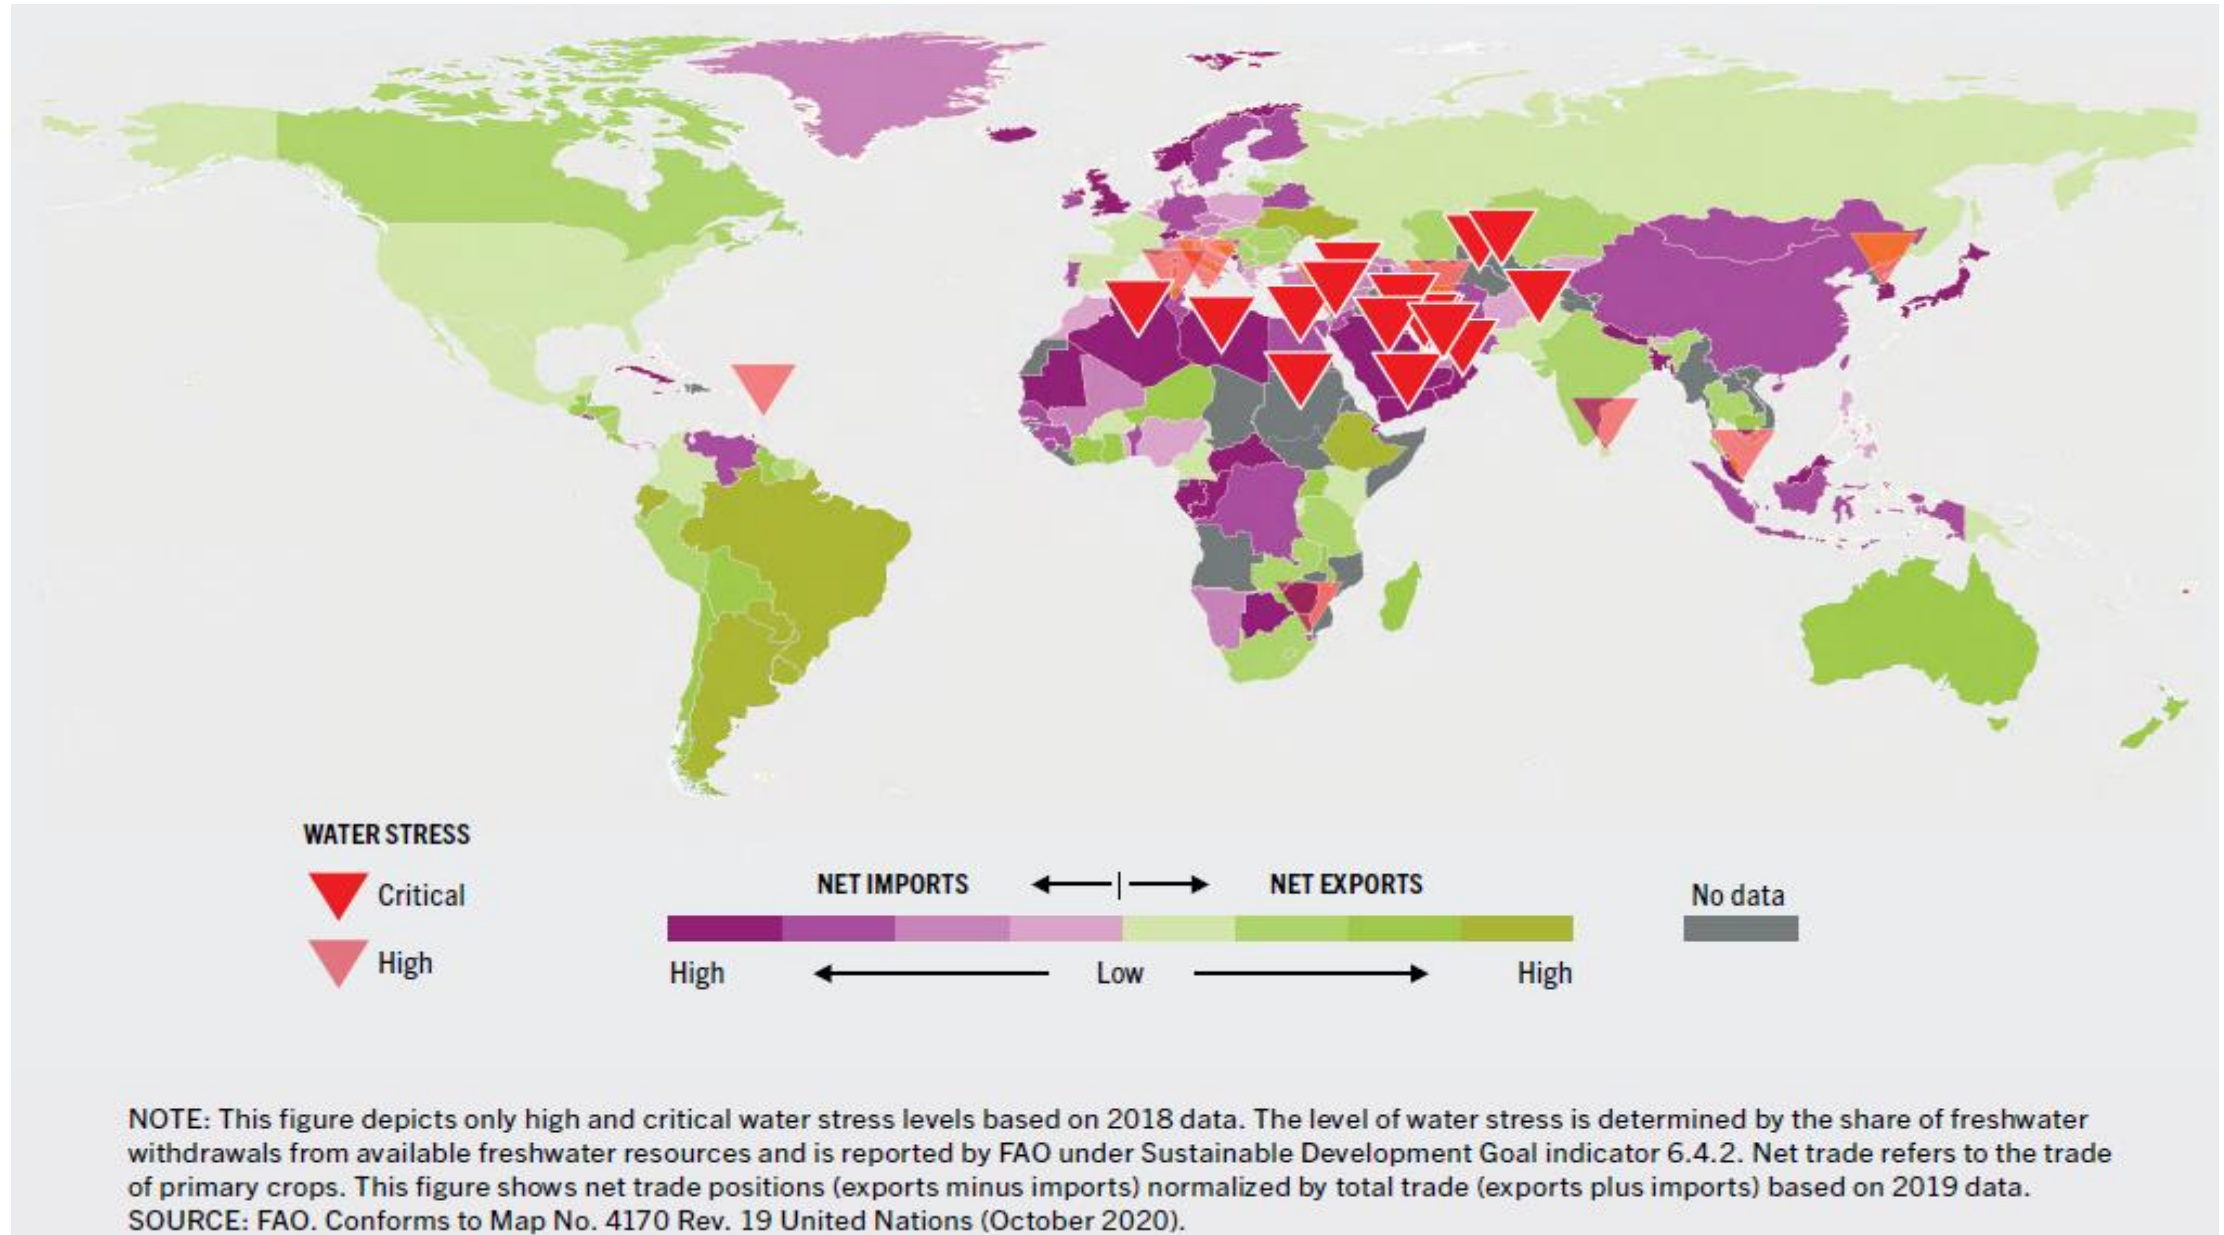 WATER STRESS
Critical
High
NET IMPORTS
NET EXPORTS
High
Low
High
No data
NOTE: This figure depicts only high and critical water stress levels based on 2018 data. The level of water stress is determined by the share of freshwater
withdrawals from available freshwater resources and is reported by FAO under Sustainable Development Goal indicator 6.4.2. Net trade refers to the trade
of primary crops. This figure shows net trade positions (exports minus imports) normalized by total trade (exports plus imports) based on 2019 data.
SOURCE: FAO. Conforms to Map No. 4170 Rev. 19 United Nations (October 2020).